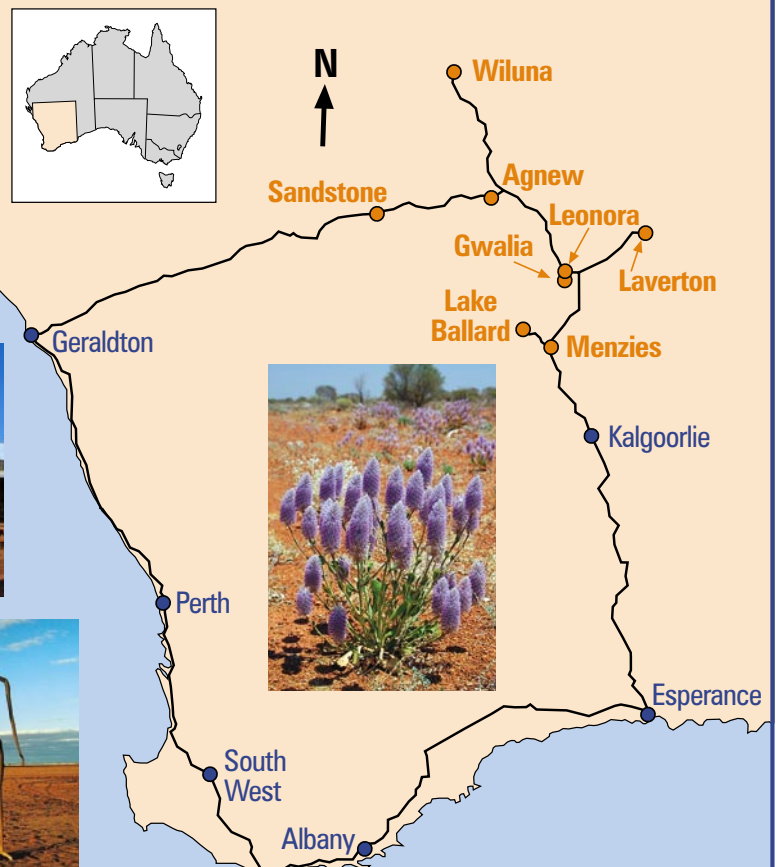 N
Wiluna
Agnew
Sandstone
Leonora
Gwalia
Laverton
Lake
Ballard
Menzies
Geraldton
Kalgoorlie
Perth
Esperance
South
West
Albany